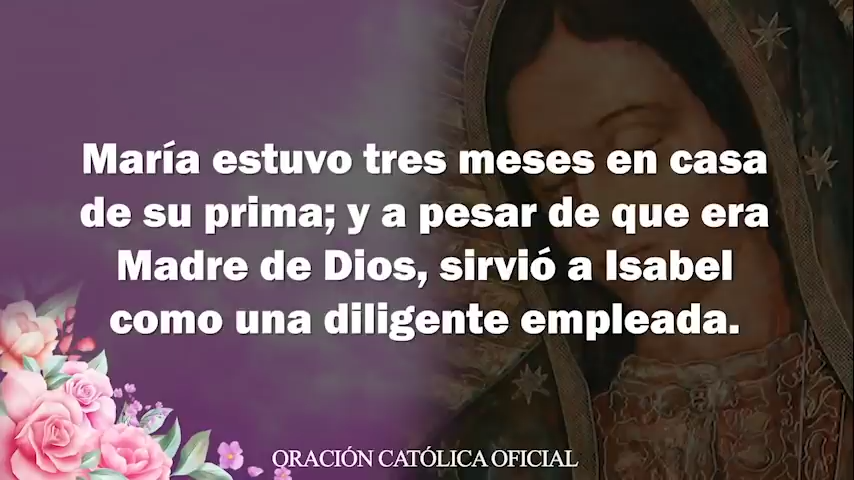 María estuvo tres meses en casa
de su prima; y a pesar de que era
Madre de Dios, sirvió a Isabel
como una diligente empleada.
ORACIÓN CATÓLICA OFICIAL